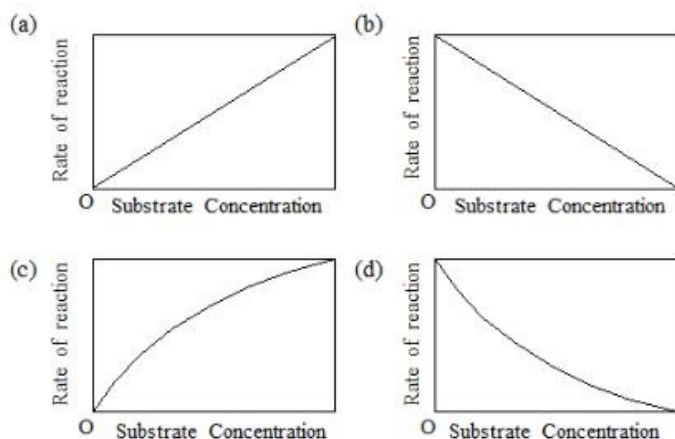 (a)
Rate of reaction
O
Substrate Concentration
(b)
Rate of reaction
O
Substrate Concentration
(c)
Rate of reaction
O
Substrate Concentration
(d)
Rate of reaction
O
Substrate Concentration